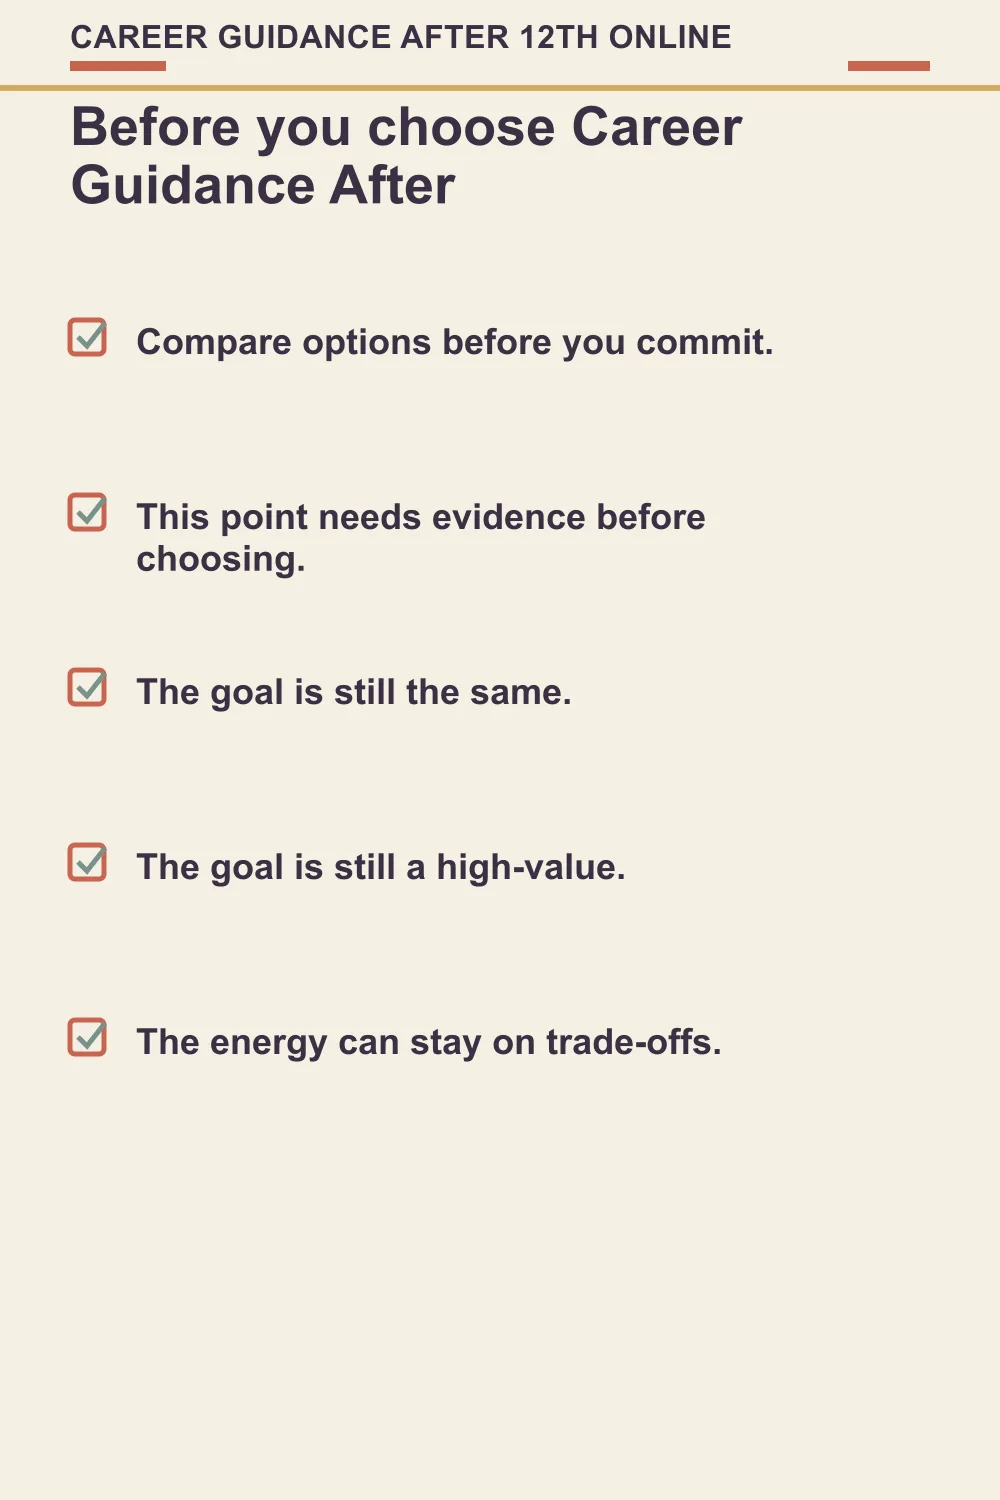 CAREER GUIDANCE AFTER 12TH ONLINE
Before you choose Career
Guidance After
Compare options before you commit.
This point needs evidence before
choosing.
The goal is still the same.
The goal is still a high-value.
The energy can stay on trade-offs.